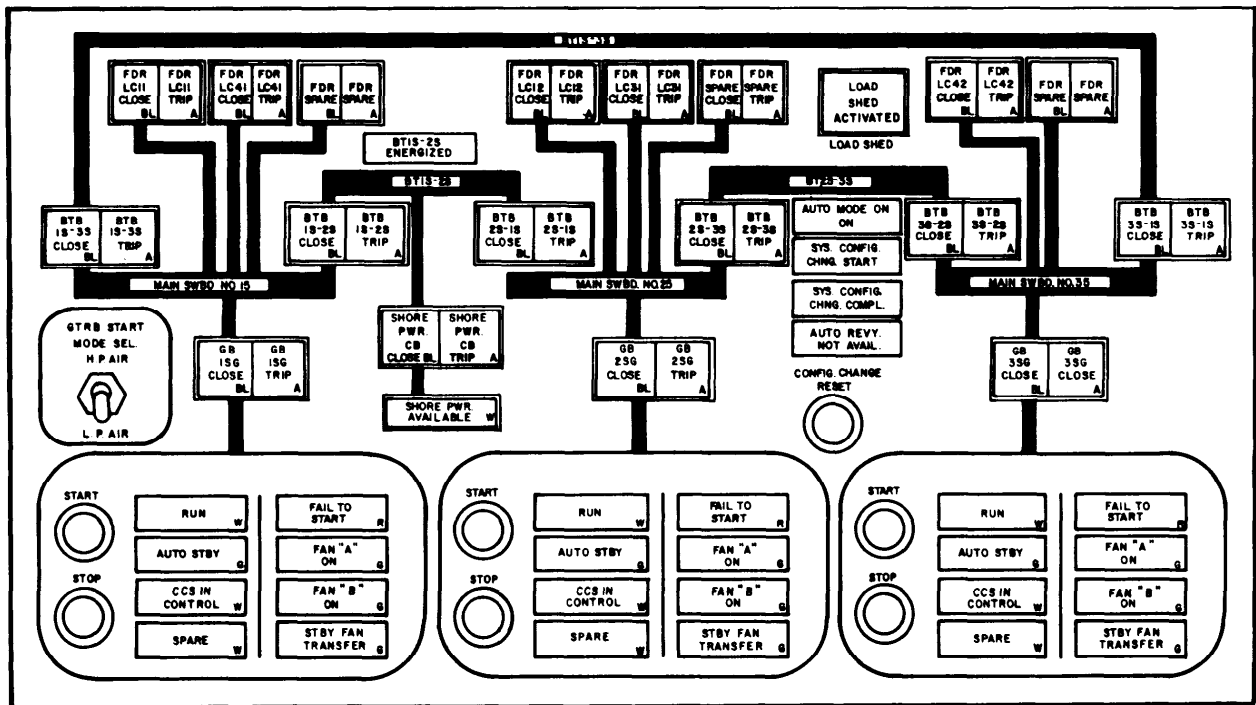 FDR LC11 CLOSE BL
FDR LC11 TRIP A
FDR LC41 CLOSE BL
FDR LC41 TRIP A
FDR SPARE BL
FDR SPARE A
FDR LC12 CLOSE BL
FDR LC12 TRIP A
FDR LC31 CLOSE BL
FDR LC31 TRIP A
FDR SPARE CLOSE BL
FDR SPARE TRIP A
LOAD SHED ACTIVATED
LOAD SHED
FDR LC42 CLOSE BL
FDR LC42 TRIP A
FDR SPARE BL
FDR SPARE A
BT1S-2S ENERGIZED
BT1S-2S
BT2S-3S
BTB 1S-3S CLOSE BL
BTB 1S-3S TRIP A
BTB 1S-2S CLOSE BL
BTB 1S-2S TRIP A
BTB 2S-1S CLOSE BL
BTB 2S-1S TRIP A
BTB 2S-3S CLOSE BL
BTB 2S-3S TRIP A
AUTO MODE ON
ON
SYS. CONFIG.
CHNG. START
SYS. CONFIG.
CHNG. COMPL.
AUTO REVY.
NOT AVAIL.
BTB 3S-2S CLOSE BL
BTB 3S-2S TRIP A
BTB 3S-1S CLOSE BL
BTB 3S-1S TRIP A
MAIN SWBD NO. 1S
MAIN SWBD. NO. 2S
MAIN SWBD. NO. 3S
GTRB START
MODE SEL.
H P AIR
L P AIR
GB 1SG CLOSE BL
GB 1SG TRIP A
SHORE PWR. CB CLOSE BL
SHORE PWR. CB TRIP A
SHORE PWR. AVAILABLE W
GB 2SG CLOSE BL
GB 2SG TRIP A
CONFIG. CHANGE
RESET
GB 3SG CLOSE BL
GB 3SG CLOSE A
START
STOP
RUN W
AUTO STBY G
CCS IN CONTROL W
SPARE W
FAIL TO START R
FAN "A" ON G
FAN "B" ON G
STBY FAN TRANSFER G
START
STOP
RUN W
AUTO STBY G
CCS IN CONTROL W
SPARE W
FAIL TO START R
FAN "A" ON G
FAN "B" ON G
STBY FAN TRANSFER G
START
STOP
RUN W
AUTO STBY G
CCS IN CONTROL W
SPARE W
FAIL TO START R
FAN "A" ON G
FAN "B" ON G
STBY FAN TRANSFER G